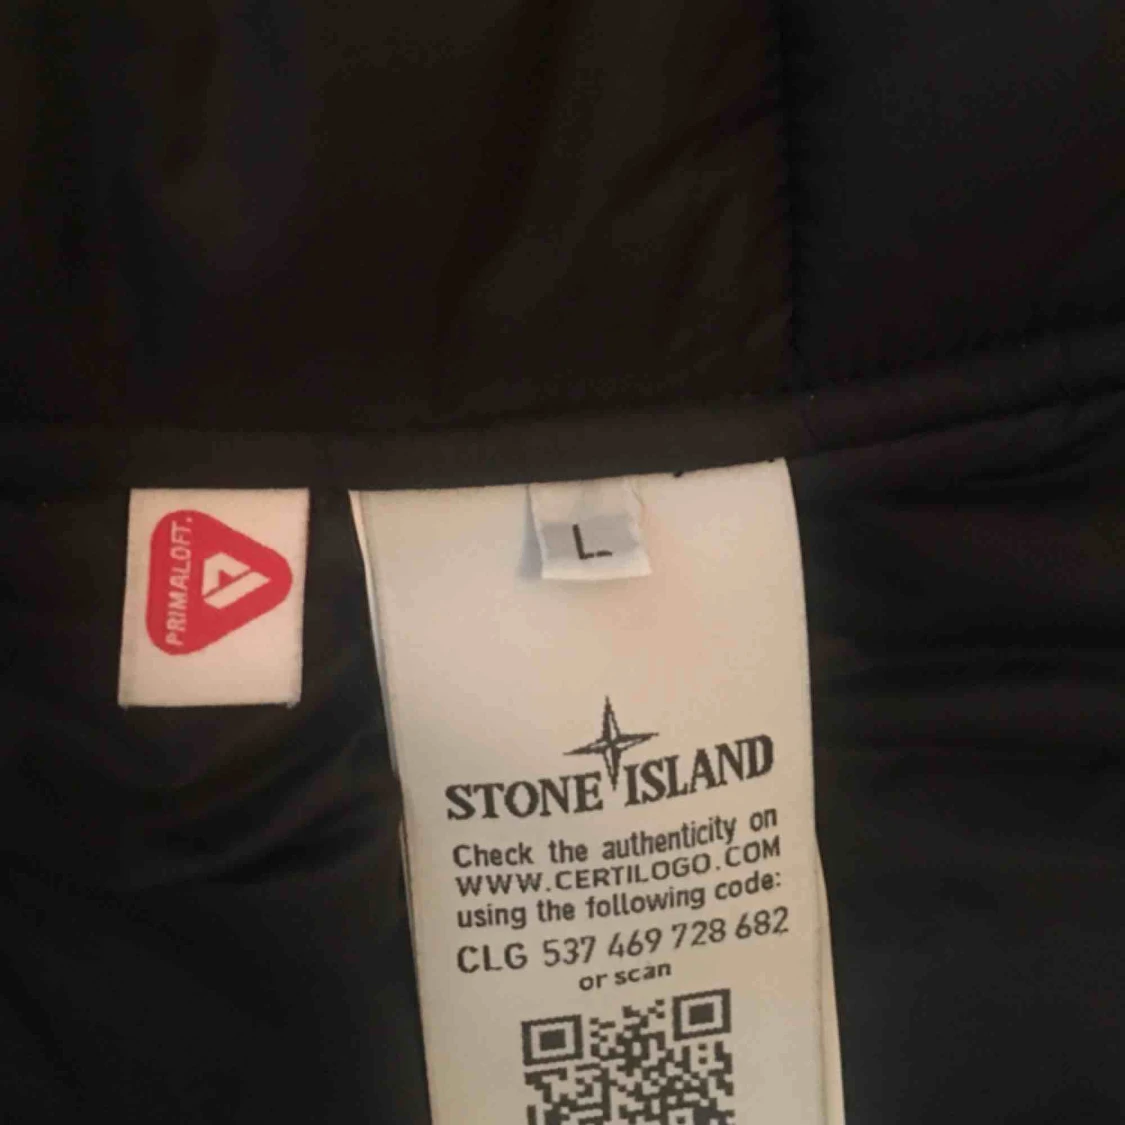 PRIMALOFT.
L
STONE ISLAND
Check the authenticity on
WWW.CERTILOGO.COM
using the following code:
CLG 537 469 728 682
or scan